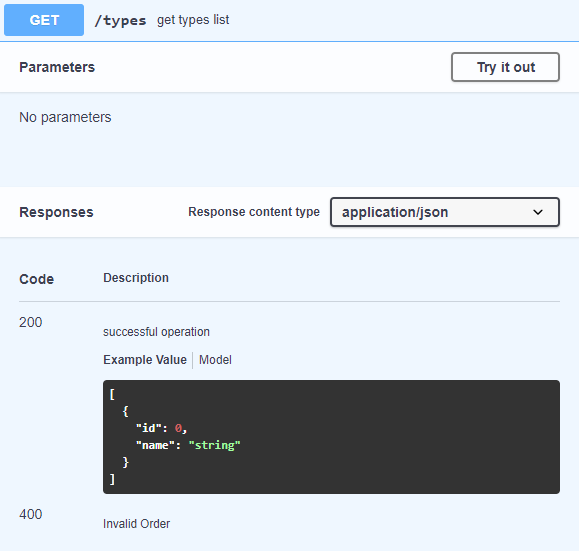 GET /types get types list
Parameters Try it out
No parameters
Responses Response content type application/json
Code Description
200
successful operation
Example Value Model
[
  {
    "id": 0,
    "name": "string"
  }
]
400
Invalid Order